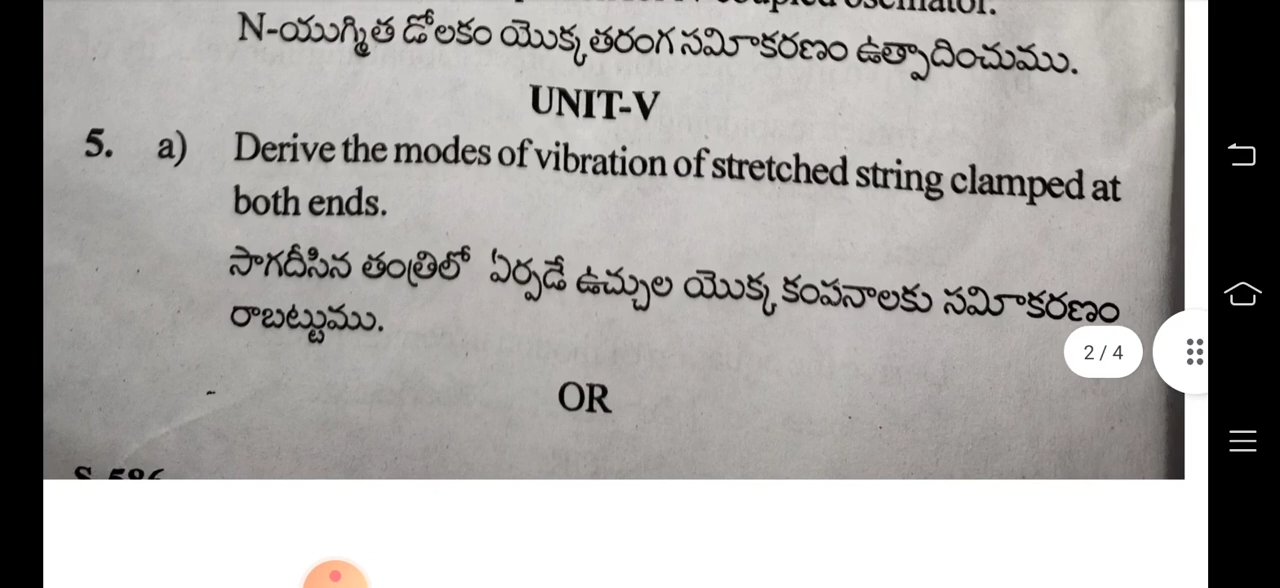 N-యుగ్మిత డోలకం యొక్క తరంగ సమీకరణం ఉత్పాదించుము.
UNIT-V
5. a) Derive the modes of vibration of stretched string clamped at
both ends.
సాగదీసిన తంత్రిలో ఏర్పడే ఉచ్చుల యొక్క కంపనాలకు సమీకరణం
రాబట్టుము.
2 / 4
OR